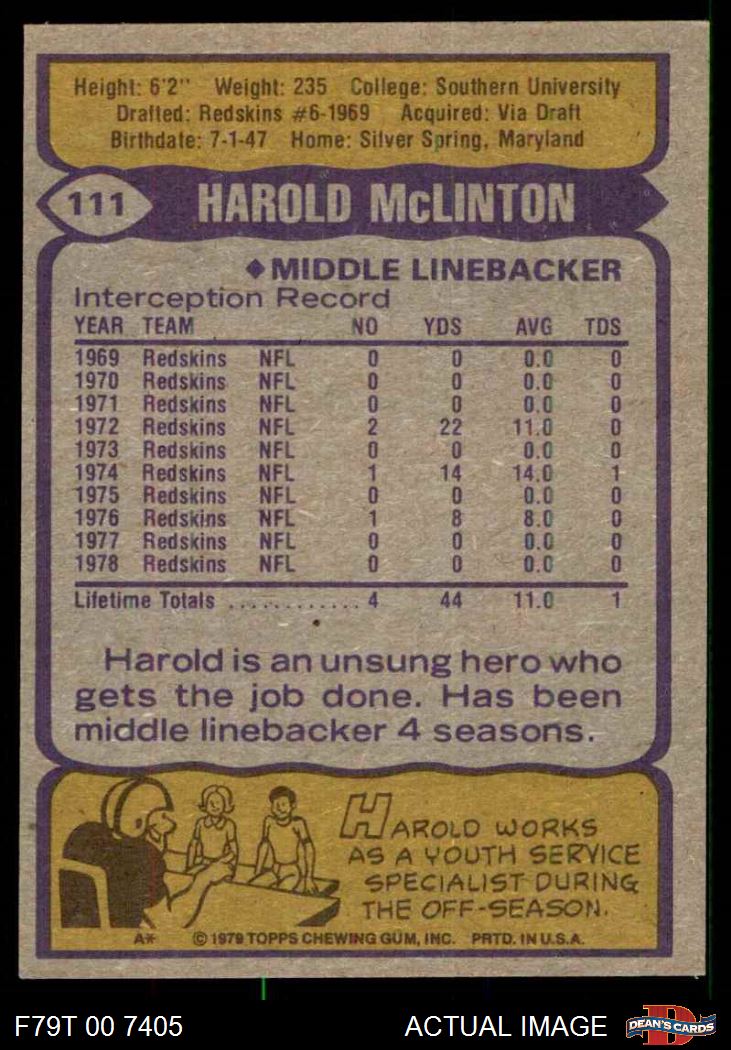 Height: 6'2" Weight: 235 College: Southern University
Drafted: Redskins #6-1969 Acquired: Via Draft
Birthdate: 7-1-47 Home: Silver Spring, Maryland
111 HAROLD McLINTON
◆MIDDLE LINEBACKER
Interception Record
YEAR TEAM NO YDS AVG TDS
1969 Redskins NFL 0 0 0.0 0
1970 Redskins NFL 0 0 0.0 0
1971 Redskins NFL 0 0 0.0 0
1972 Redskins NFL 2 22 11.0 0
1973 Redskins NFL 0 0 0.0 0
1974 Redskins NFL 1 14 14.0 1
1975 Redskins NFL 0 0 0.0 0
1976 Redskins NFL 1 8 8.0 0
1977 Redskins NFL 0 0 0.0 0
1978 Redskins NFL 0 0 0.0 0
Lifetime Totals ............ 4 44 11.0 1
Harold is an unsung hero who
gets the job done. Has been
middle linebacker 4 seasons.
HAROLD WORKS
AS A YOUTH SERVICE
SPECIALIST DURING
THE OFF-SEASON.
A* © 1979 TOPPS CHEWING GUM, INC. PRTD. IN U.S.A.
F79T 00 7405 ACTUAL IMAGE D DEAN'S CARDS